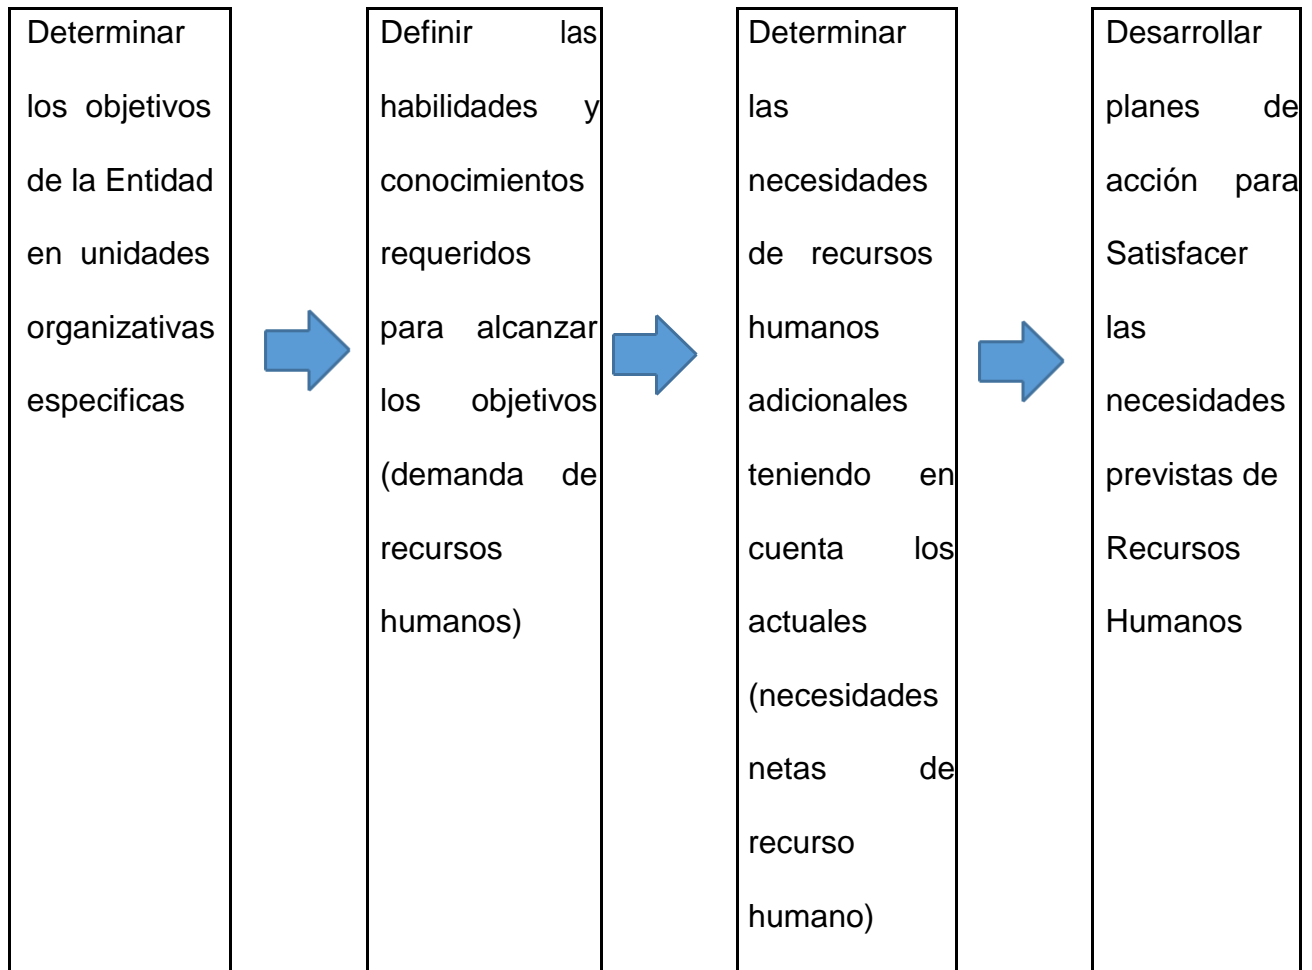 Determinar
los objetivos
de la Entidad
en unidades
organizativas
especificas
Definir las
habilidades y
conocimientos
requeridos
para alcanzar
los objetivos
(demanda de
recursos
humanos)
Determinar
las
necesidades
de recursos
humanos
adicionales
teniendo en
cuenta los
actuales
(necesidades
netas de
recurso
humano)
Desarrollar
planes de
acción para
Satisfacer
las
necesidades
previstas de
Recursos
Humanos